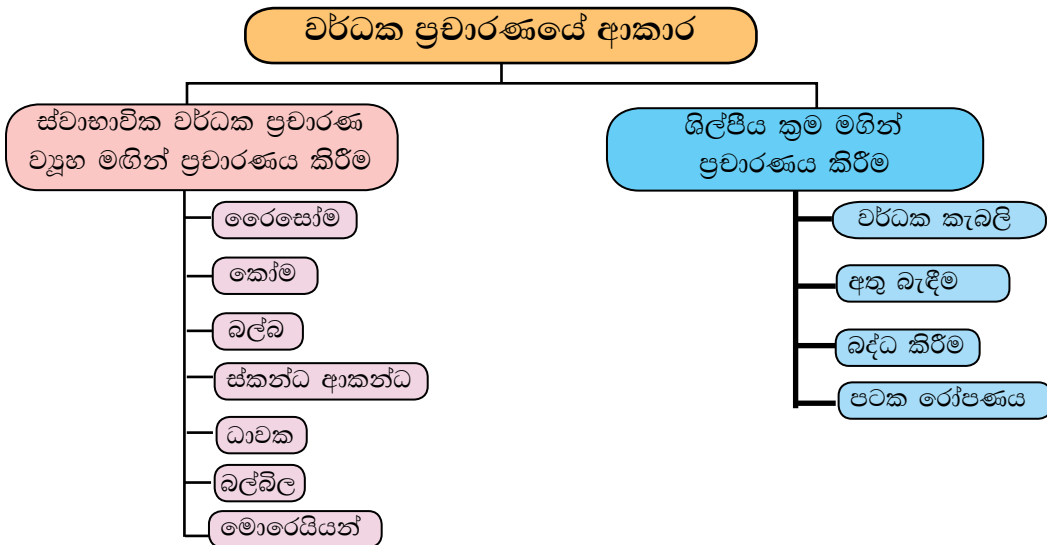 වර්ධක ප්‍රචාරණයේ ආකාර
ස්වාභාවික වර්ධක ප්‍රචාරණ
ව්‍යූහ මඟින් ප්‍රචාරණය කිරීම
රෛසෝම
කෝම
බල්බ
ස්කන්ධ ආකන්ධ
ධාවක
බල්බිල
මොරෙයියන්
ශිල්පීය ක්‍රම මගින්
ප්‍රචාරණය කිරීම
වර්ධක කැබලි
අතු බැඳීම
බද්ධ කිරීම
පටක රෝපණය